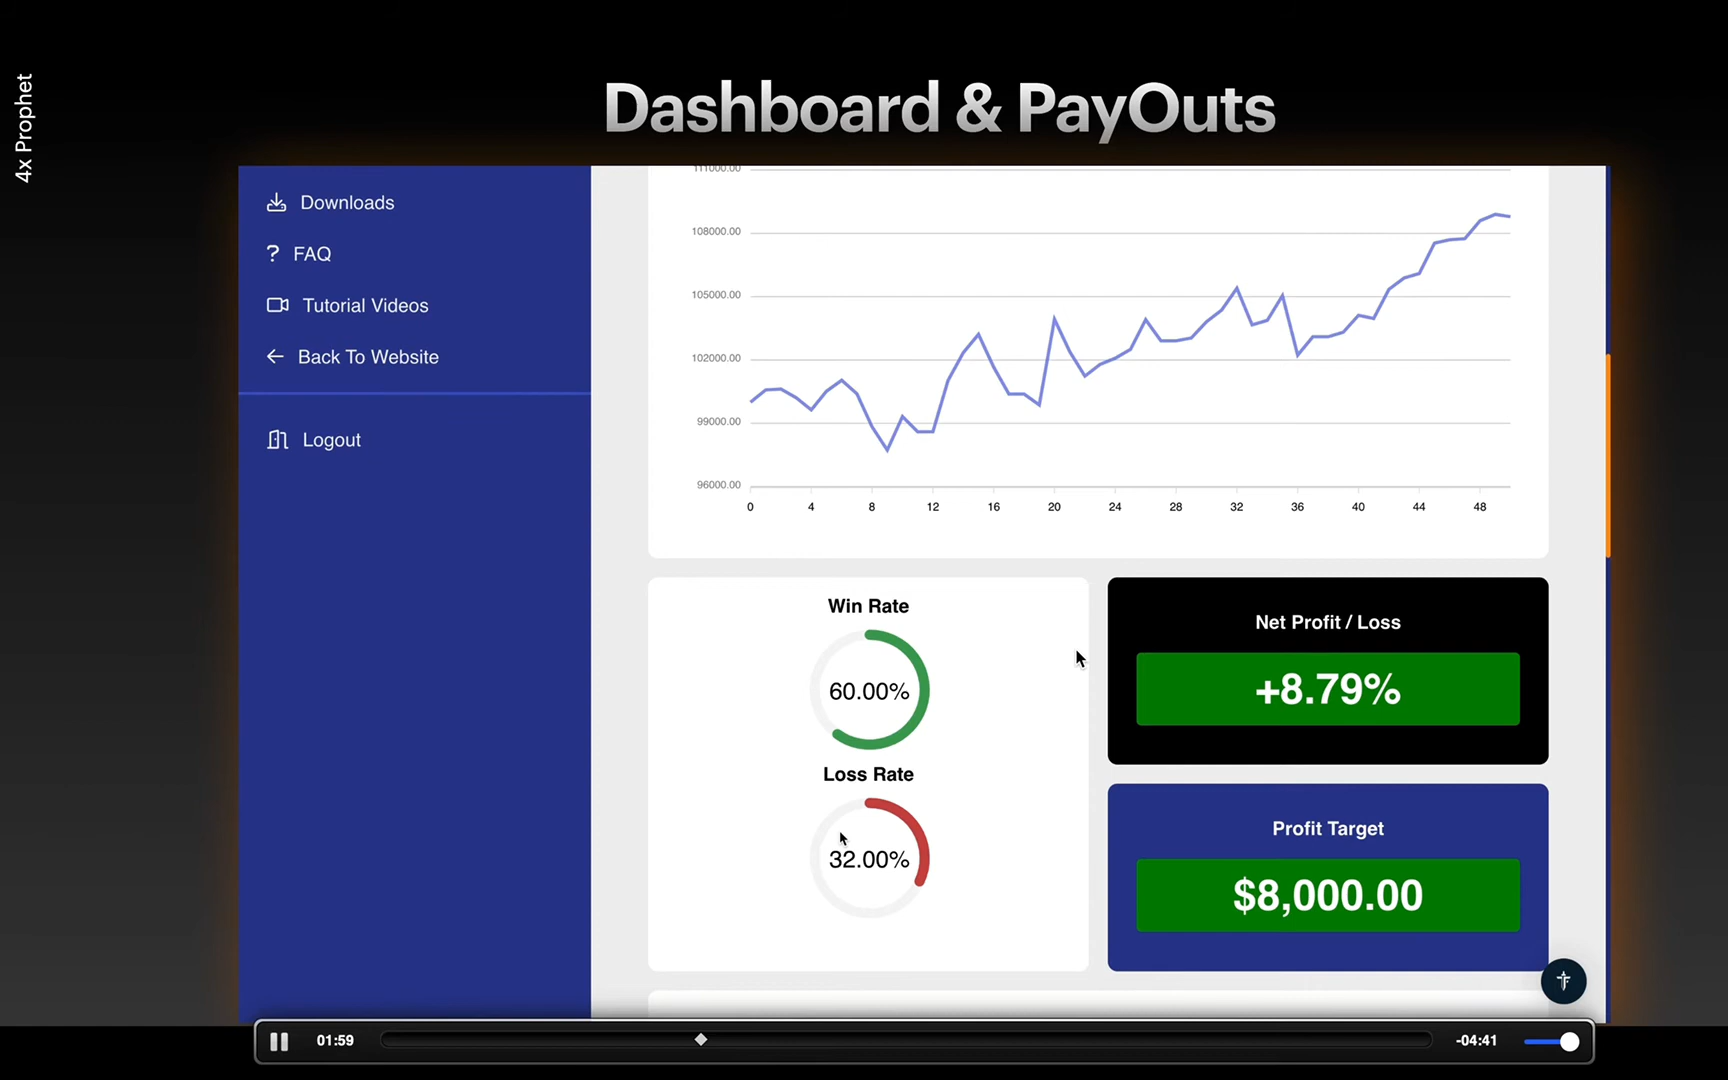 4x Prophet
Dashboard & PayOuts
Downloads
? FAQ
Tutorial Videos
Back To Website
Logout
111000.00
108000.00
105000.00
102000.00
99000.00
96000.00
0 4 8 12 16 20 24 28 32 36 40 44 48
Win Rate
60.00%
Loss Rate
32.00%
Net Profit / Loss
+8.79%
Profit Target
$8,000.00
01:59
-04:41